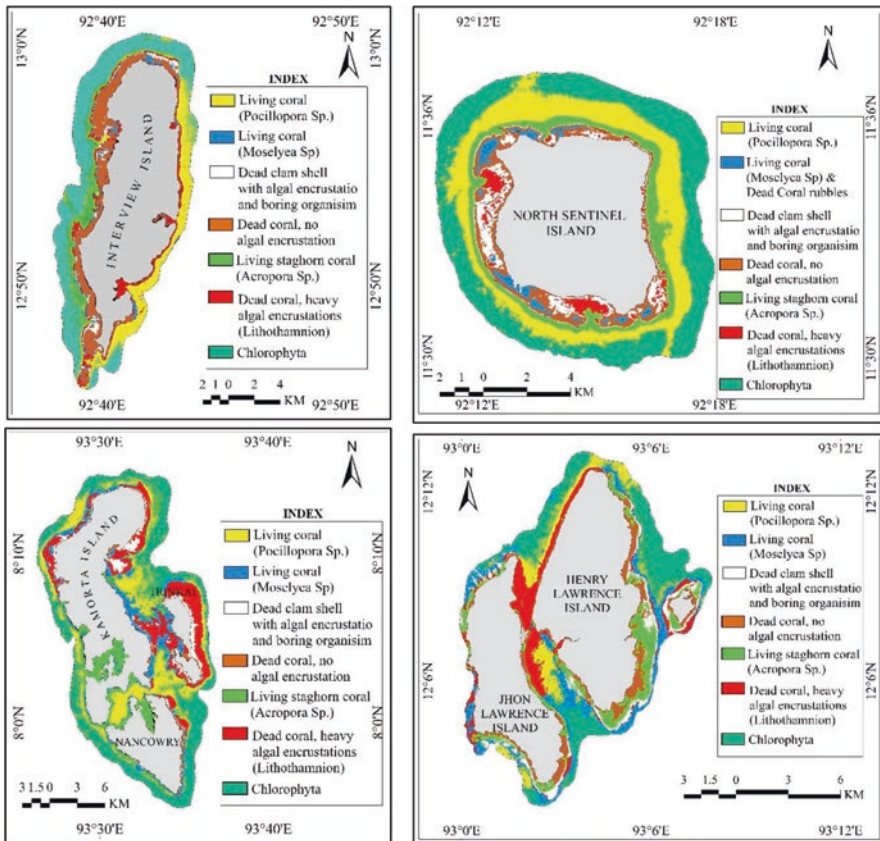 92°40'E
92°50'E
13°0'N
13°0'N
N
INDEX
Living coral
(Pocillopora Sp.)
Living coral
(Moselyea Sp)
Dead clam shell
with algal encrustatio
and boring organisim
Dead coral, no
algal encrustation
Living staghorn coral
(Acropora Sp.)
Dead coral, heavy
algal encrustations
(Lithothamnion)
Chlorophyta
INTERVIEW ISLAND
12°50'N
12°50'N
2 1 0 2 4
KM
92°40'E
92°50'E
92°12'E
92°18'E
11°36'N
11°36'N
N
INDEX
Living coral
(Pocillopora Sp.)
Living coral
(Moselyea Sp) &
Dead Coral rubbles
Dead clam shell
with algal encrustatio
and boring organisim
Dead coral, no
algal encrustation
Living staghorn coral
(Acropora Sp.)
Dead coral, heavy
algal encrustations
(Lithothamnion)
Chlorophyta
NORTH SENTINEL
ISLAND
11°30'N
11°30'N
2 1 0 2 4
KM
92°12'E
92°18'E
93°30'E
93°40'E
8°10'N
8°10'N
N
INDEX
Living coral
(Pocillopora Sp.)
Living coral
(Moselyea Sp)
Dead clam shell
with algal encrustatio
and boring organisim
Dead coral, no
algal encrustation
Living staghorn coral
(Acropora Sp.)
Dead coral, heavy
algal encrustations
(Lithothamnion)
Chlorophyta
KAMORTA ISLAND
NANCOWRY
8°0'N
8°0'N
3 1.5 0 3 6
KM
93°30'E
93°40'E
93°0'E
93°6'E
93°12'E
12°12'N
12°12'N
N
INDEX
Living coral
(Pocillopora Sp.)
Living coral
(Moselyea Sp)
Dead clam shell
with algal encrustatio
and boring organisim
Dead coral, no
algal encrustation
Living staghorn coral
(Acropora Sp.)
Dead coral, heavy
algal encrustations
(Lithothamnion)
Chlorophyta
HENRY
LAWRENCE
ISLAND
JHON
LAWRENCE
ISLAND
12°6'N
12°6'N
3 1.5 0 3 6
KM
93°0'E
93°6'E
93°12'E